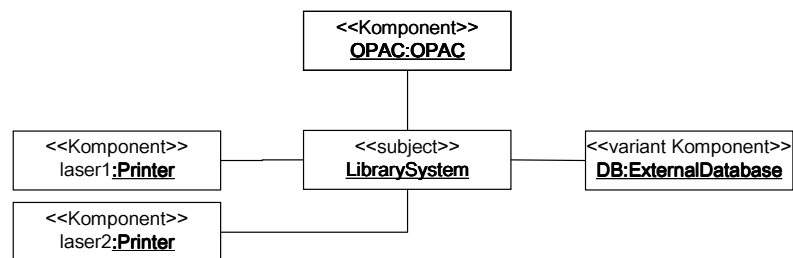 <<Komponent>>
OPAC:OPAC
<<Komponent>>
laser1:Printer
<<subject>>
LibrarySystem
<<variant Komponent>>
DB:ExternalDatabase
<<Komponent>>
laser2:Printer